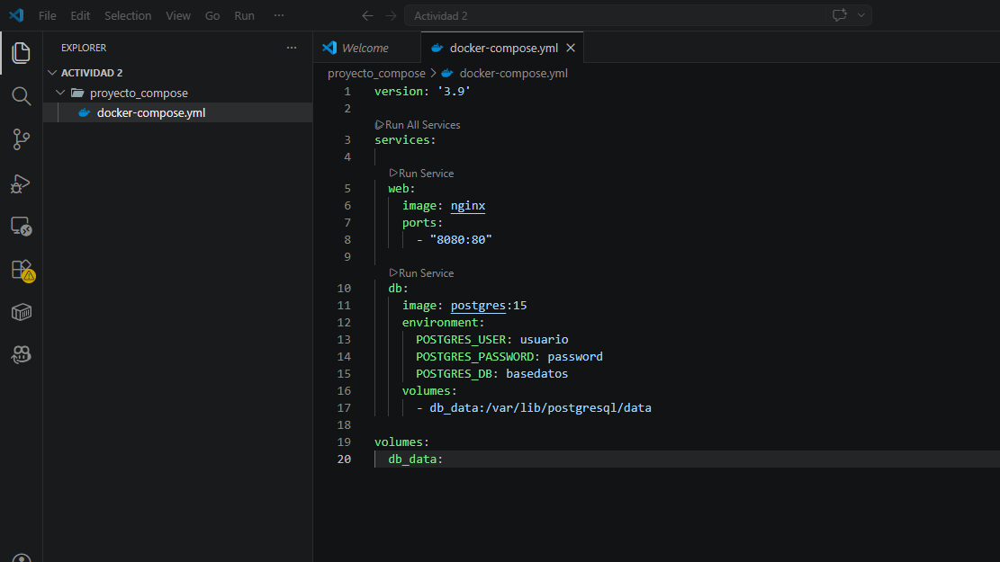 File Edit Selection View Go Run ··· Actividad 2
EXPLORER ···
ACTIVIDAD 2
proyecto_compose
docker-compose.yml
Welcome docker-compose.yml
proyecto_compose > docker-compose.yml
1 version: '3.9'
2
Run All Services
3 services:
4
Run Service
5 web:
6 image: nginx
7 ports:
8 - "8080:80"
9
Run Service
10 db:
11 image: postgres:15
12 environment:
13 POSTGRES_USER: usuario
14 POSTGRES_PASSWORD: password
15 POSTGRES_DB: basedatos
16 volumes:
17 - db_data:/var/lib/postgresql/data
18
19 volumes:
20 db_data: